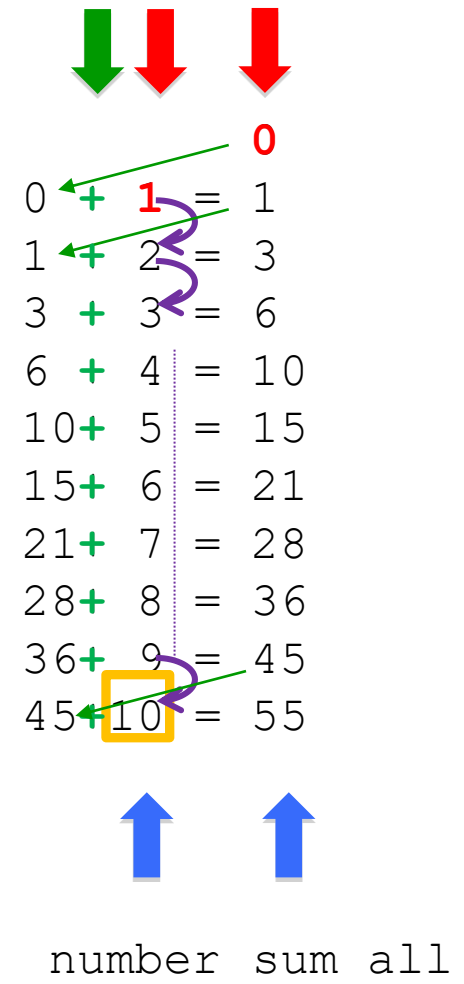 0
0 + 1 = 1
1 + 2 = 3
3 + 3 = 6
6 + 4 = 10
10+ 5 = 15
15+ 6 = 21
21+ 7 = 28
28+ 8 = 36
36+ 9 = 45
45+10 = 55
number sum all